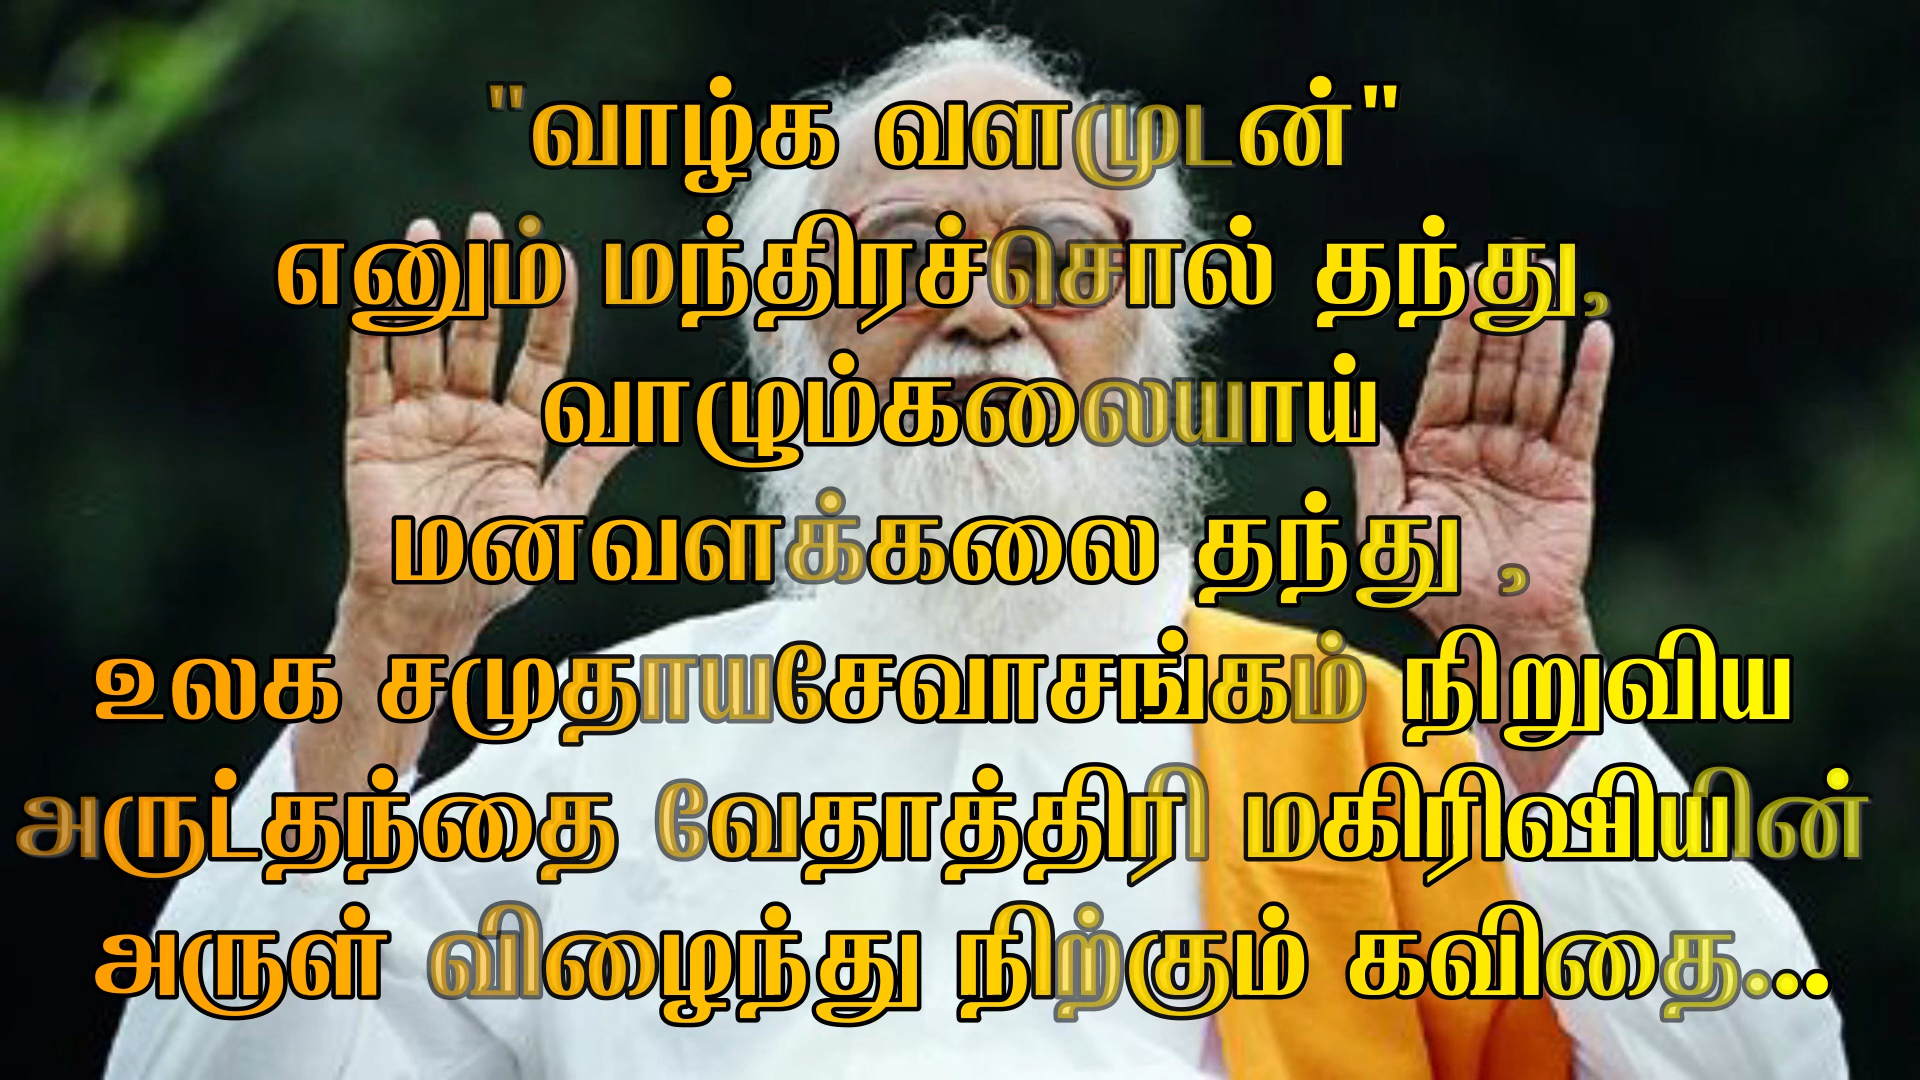 "வாழ்க வளமுடன்"
எனும் மந்திரச்சொல் தந்து,
வாழும்கலையாய்
மனவளக்கலை தந்து ,
உலக சமுதாயசேவாசங்கம் நிறுவிய
அருட்தந்தை வேதாத்திரி மகிரிஷியின்
அருள் விழைந்து நிற்கும் கவிதை...